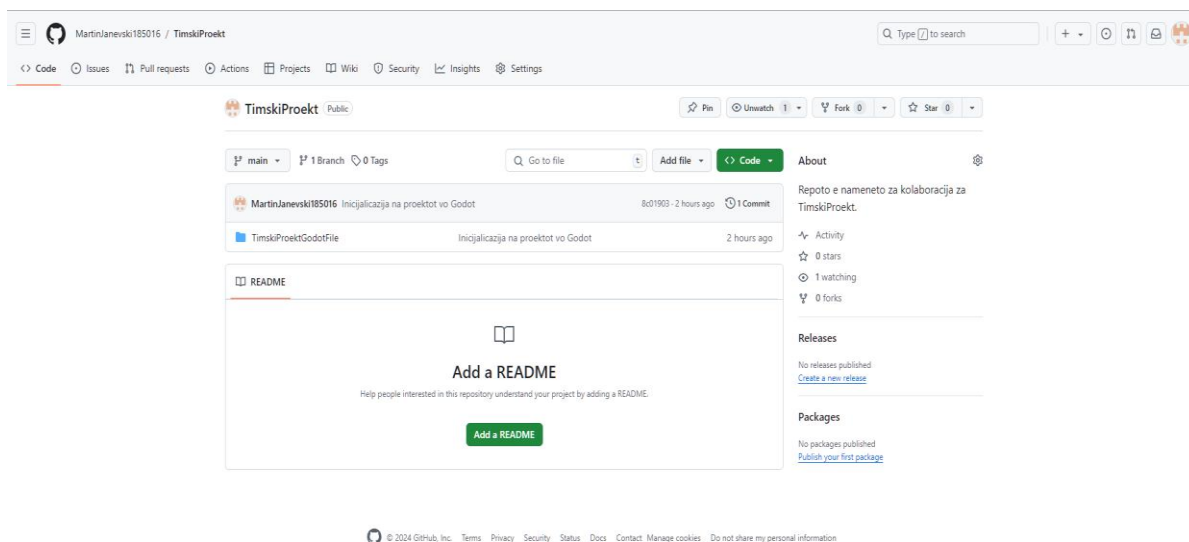 MartinJanevski185016 / TimskiProekt
Type / to search
Code Issues Pull requests Actions Projects Wiki Security Insights Settings
TimskiProekt Public
Pin Unwatch 1 Fork 0 Star 0
main 1 Branch 0 Tags
Go to file t Add file Code
MartinJanevski185016 Inicijalicazija na proektot vo Godot 8c01903 · 2 hours ago 1 Commit
TimskiProektGodotFile Inicijalicazija na proektot vo Godot 2 hours ago
README
Add a README
Help people interested in this repository understand your project by adding a README.
Add a README
About
Repoto e nameneto za kolaboracija za
TimskiProekt.
Activity
0 stars
1 watching
0 forks
Releases
No releases published
Create a new release
Packages
No packages published
Publish your first package
© 2024 GitHub, Inc. Terms Privacy Security Status Docs Contact Manage cookies Do not share my personal information